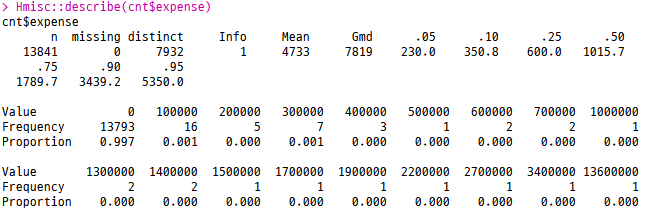 > Hmisc::describe(cnt$expense)
cnt$expense
n missing distinct Info Mean Gmd .05 .10 .25 .50
13841 0 7932 1 4733 7819 230.0 350.8 600.0 1015.7
.75 .90 .95
1789.7 3439.2 5350.0
Value 0 100000 200000 300000 400000 500000 600000 700000 1000000
Frequency 13793 16 5 7 3 1 2 2 1
Proportion 0.997 0.001 0.000 0.001 0.000 0.000 0.000 0.000 0.000
Value 1300000 1400000 1500000 1700000 1900000 2200000 2700000 3400000 13600000
Frequency 2 2 1 1 1 1 1 1 1
Proportion 0.000 0.000 0.000 0.000 0.000 0.000 0.000 0.000 0.000